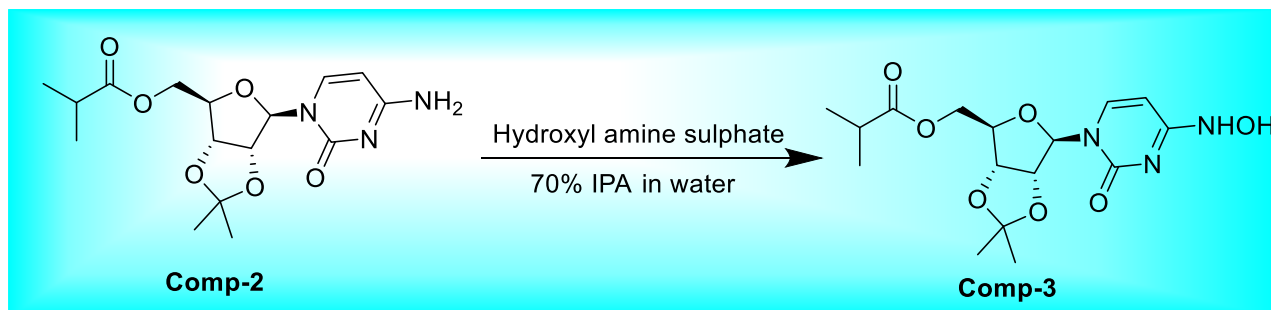 O
O
O
N
N
NH2
O
O
O
Comp-2
Hydroxyl amine sulphate
70% IPA in water
O
O
O
N
N
NHOH
O
O
O
Comp-3